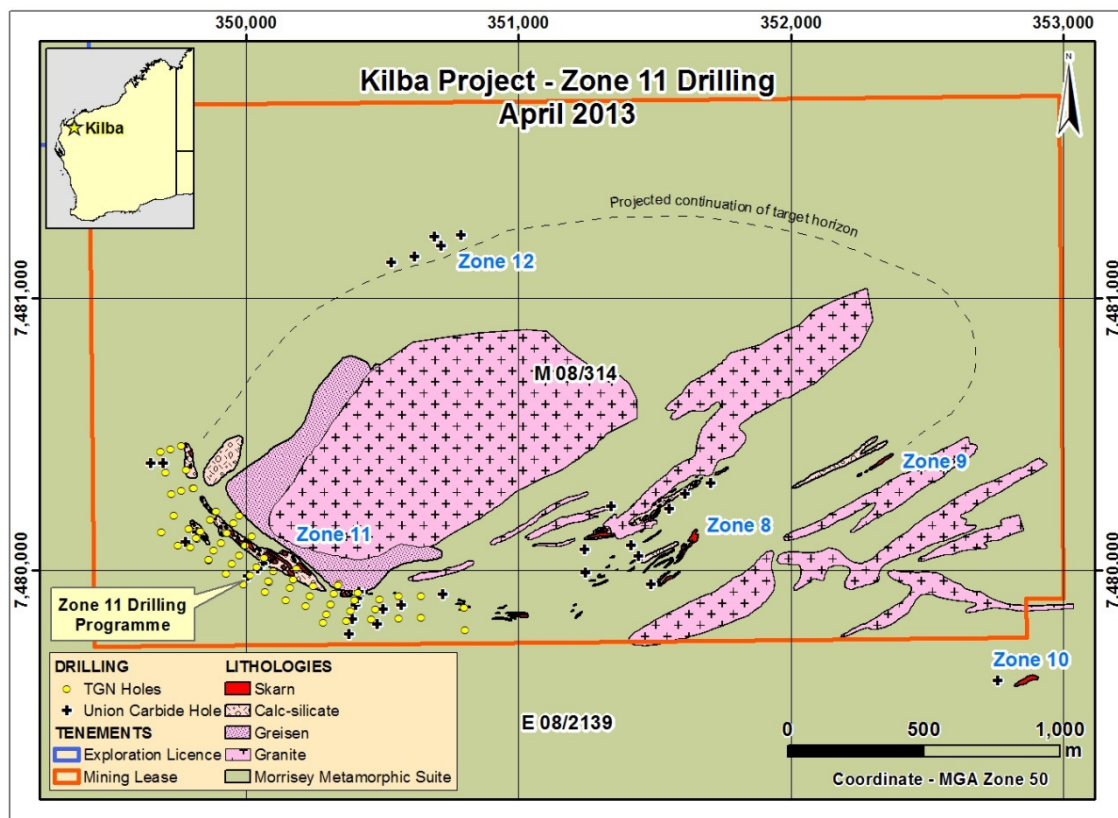 350,000
351,000
352,000
353,000
Kilba Project - Zone 11 Drilling
April 2013
N
Kilba
Projected continuation of target horizon
Zone 12
7,481,000
7,481,000
M 08/314
Zone 9
Zone 11
Zone 8
7,480,000
7,480,000
Zone 11 Drilling
Programme
Zone 10
DRILLING
TGN Holes
Union Carbide Hole
TENEMENTS
Exploration Licence
Mining Lease
LITHOLOGIES
Skarn
Calc-silicate
Greisen
Granite
Morrisey Metamorphic Suite
E 08/2139
0
500
1,000
m
Coordinate - MGA Zone 50